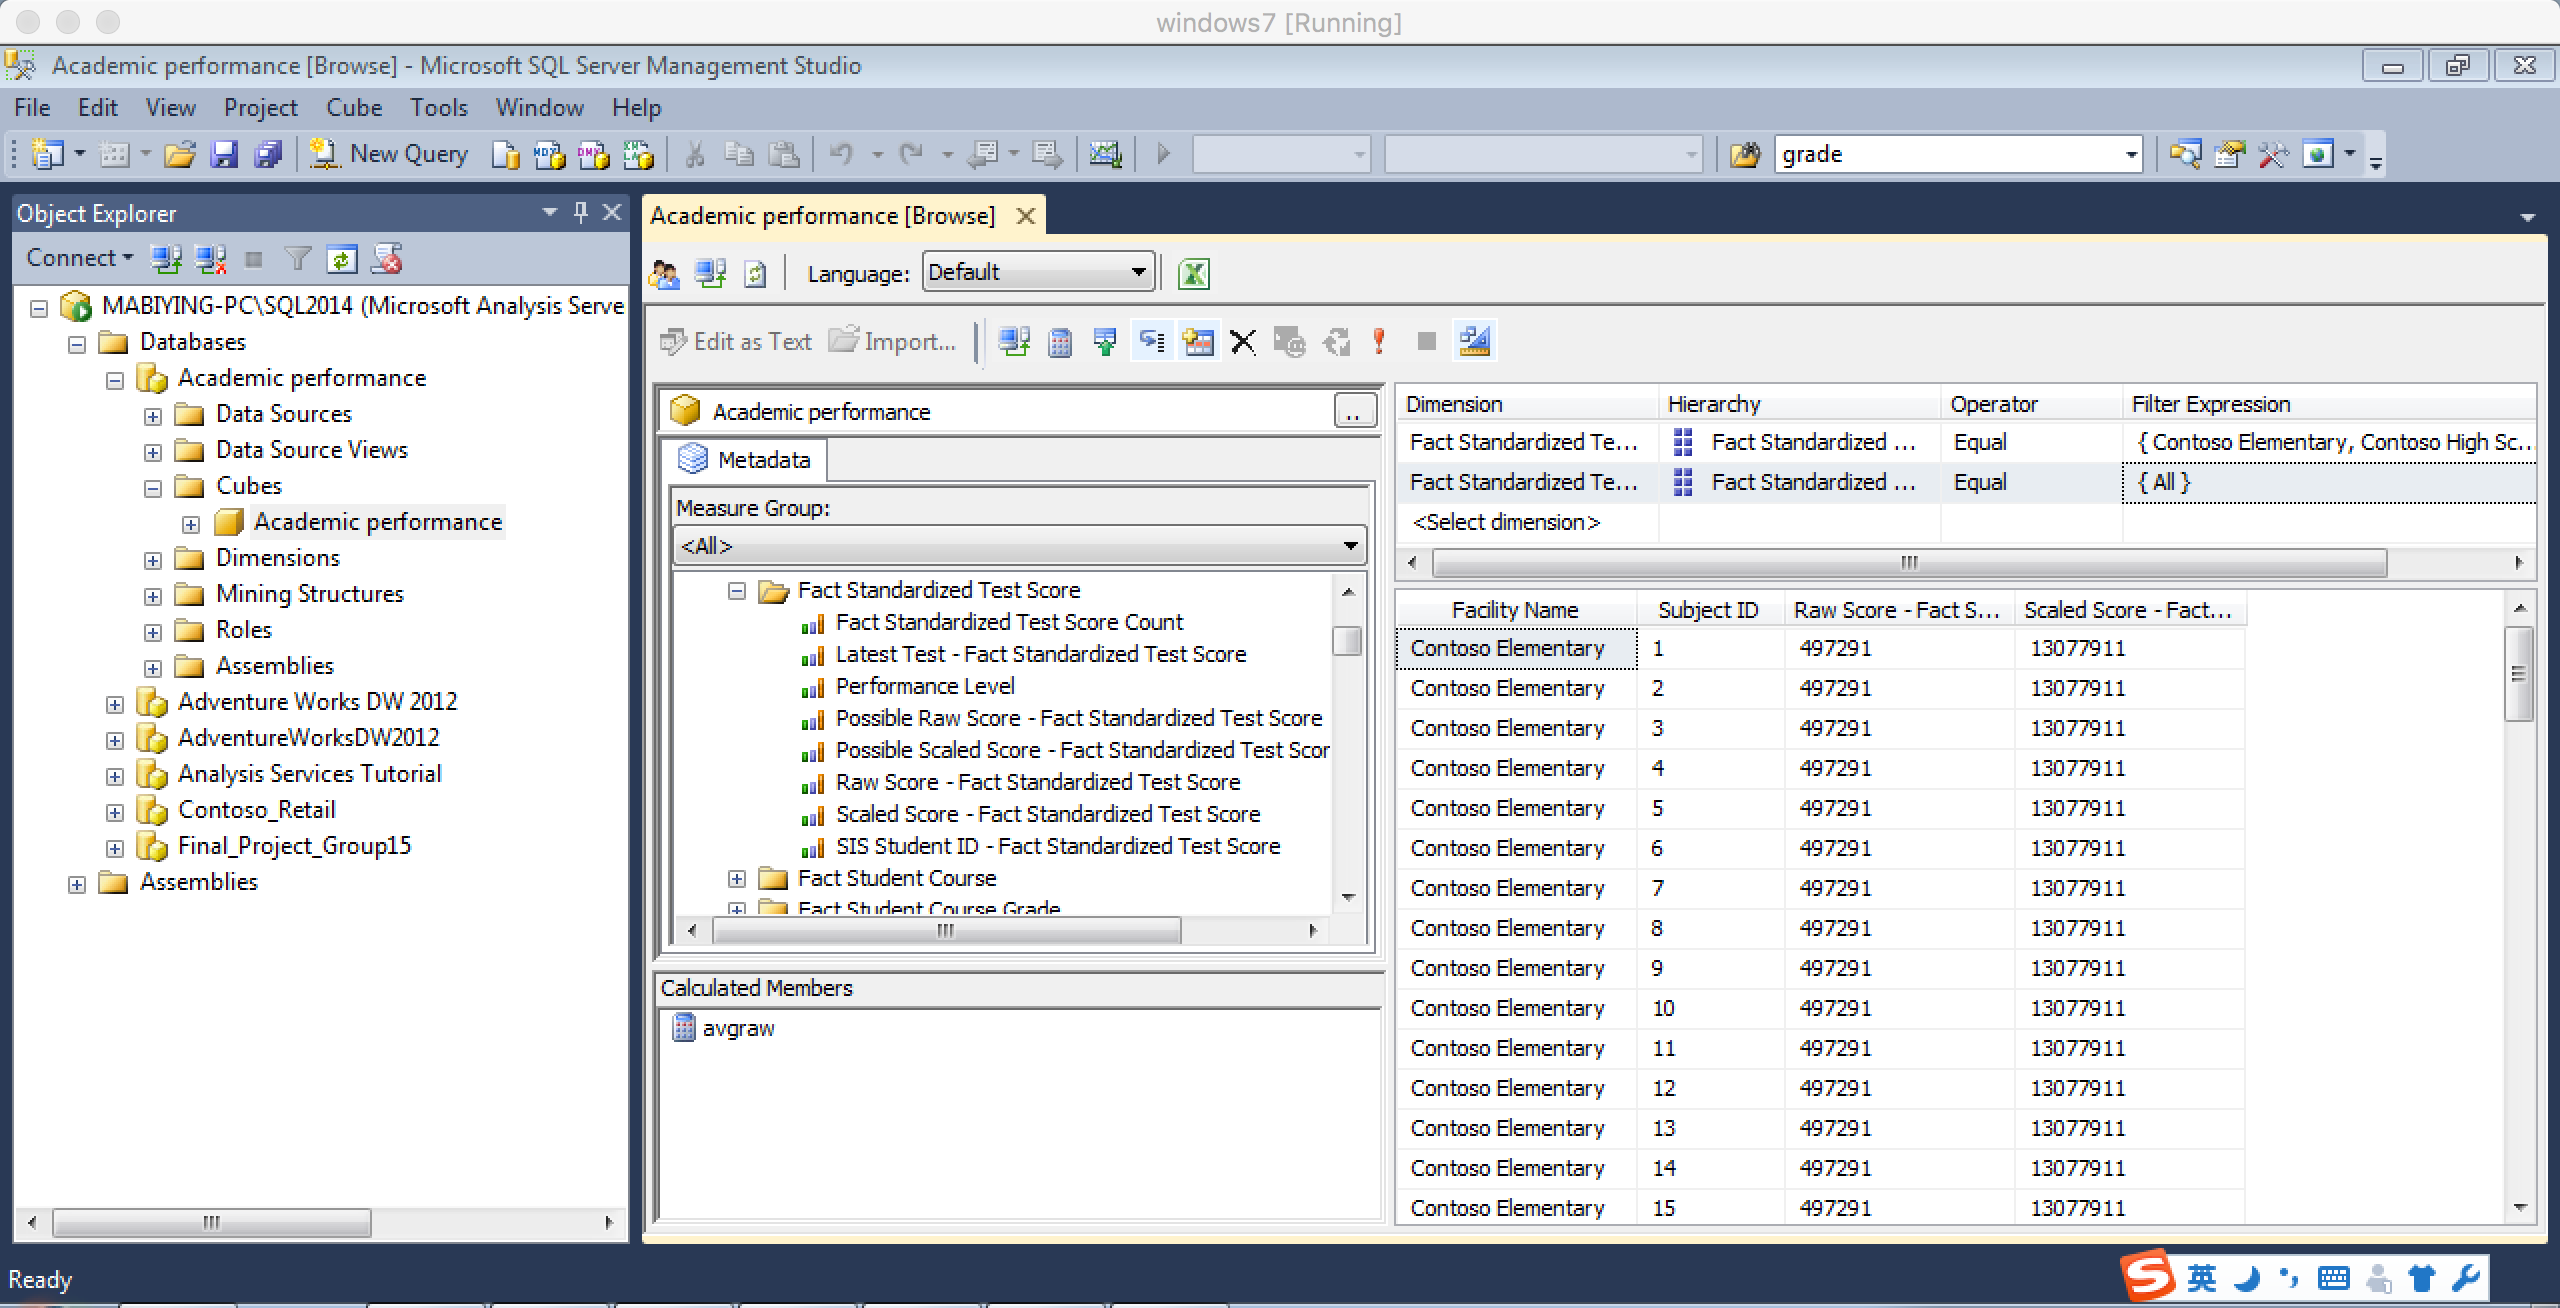 windows7 [Running]
Academic performance [Browse] - Microsoft SQL Server Management Studio
File Edit View Project Cube Tools Window Help
New Query grade
Object Explorer
Connect
MABIYING-PC\SQL2014 (Microsoft Analysis Serve
Databases
Academic performance
Data Sources
Data Source Views
Cubes
Academic performance
Dimensions
Mining Structures
Roles
Assemblies
Adventure Works DW 2012
AdventureWorksDW2012
Analysis Services Tutorial
Contoso_Retail
Final_Project_Group15
Assemblies
Academic performance [Browse]
Language: Default
Edit as Text Import...
Academic performance
..
Metadata
Measure Group:
<All>
Fact Standardized Test Score
Fact Standardized Test Score Count
Latest Test - Fact Standardized Test Score
Performance Level
Possible Raw Score - Fact Standardized Test Score
Possible Scaled Score - Fact Standardized Test Scor
Raw Score - Fact Standardized Test Score
Scaled Score - Fact Standardized Test Score
SIS Student ID - Fact Standardized Test Score
Fact Student Course
Fact Student Course Grade
Calculated Members
avgraw
Dimension Hierarchy Operator Filter Expression
Fact Standardized Te... Fact Standardized ... Equal { Contoso Elementary, Contoso High Sc...
Fact Standardized Te... Fact Standardized ... Equal { All }
<Select dimension>
Facility Name Subject ID Raw Score - Fact S... Scaled Score - Fact...
Contoso Elementary 1 497291 13077911
Contoso Elementary 2 497291 13077911
Contoso Elementary 3 497291 13077911
Contoso Elementary 4 497291 13077911
Contoso Elementary 5 497291 13077911
Contoso Elementary 6 497291 13077911
Contoso Elementary 7 497291 13077911
Contoso Elementary 8 497291 13077911
Contoso Elementary 9 497291 13077911
Contoso Elementary 10 497291 13077911
Contoso Elementary 11 497291 13077911
Contoso Elementary 12 497291 13077911
Contoso Elementary 13 497291 13077911
Contoso Elementary 14 497291 13077911
Contoso Elementary 15 497291 13077911
Ready
S 英